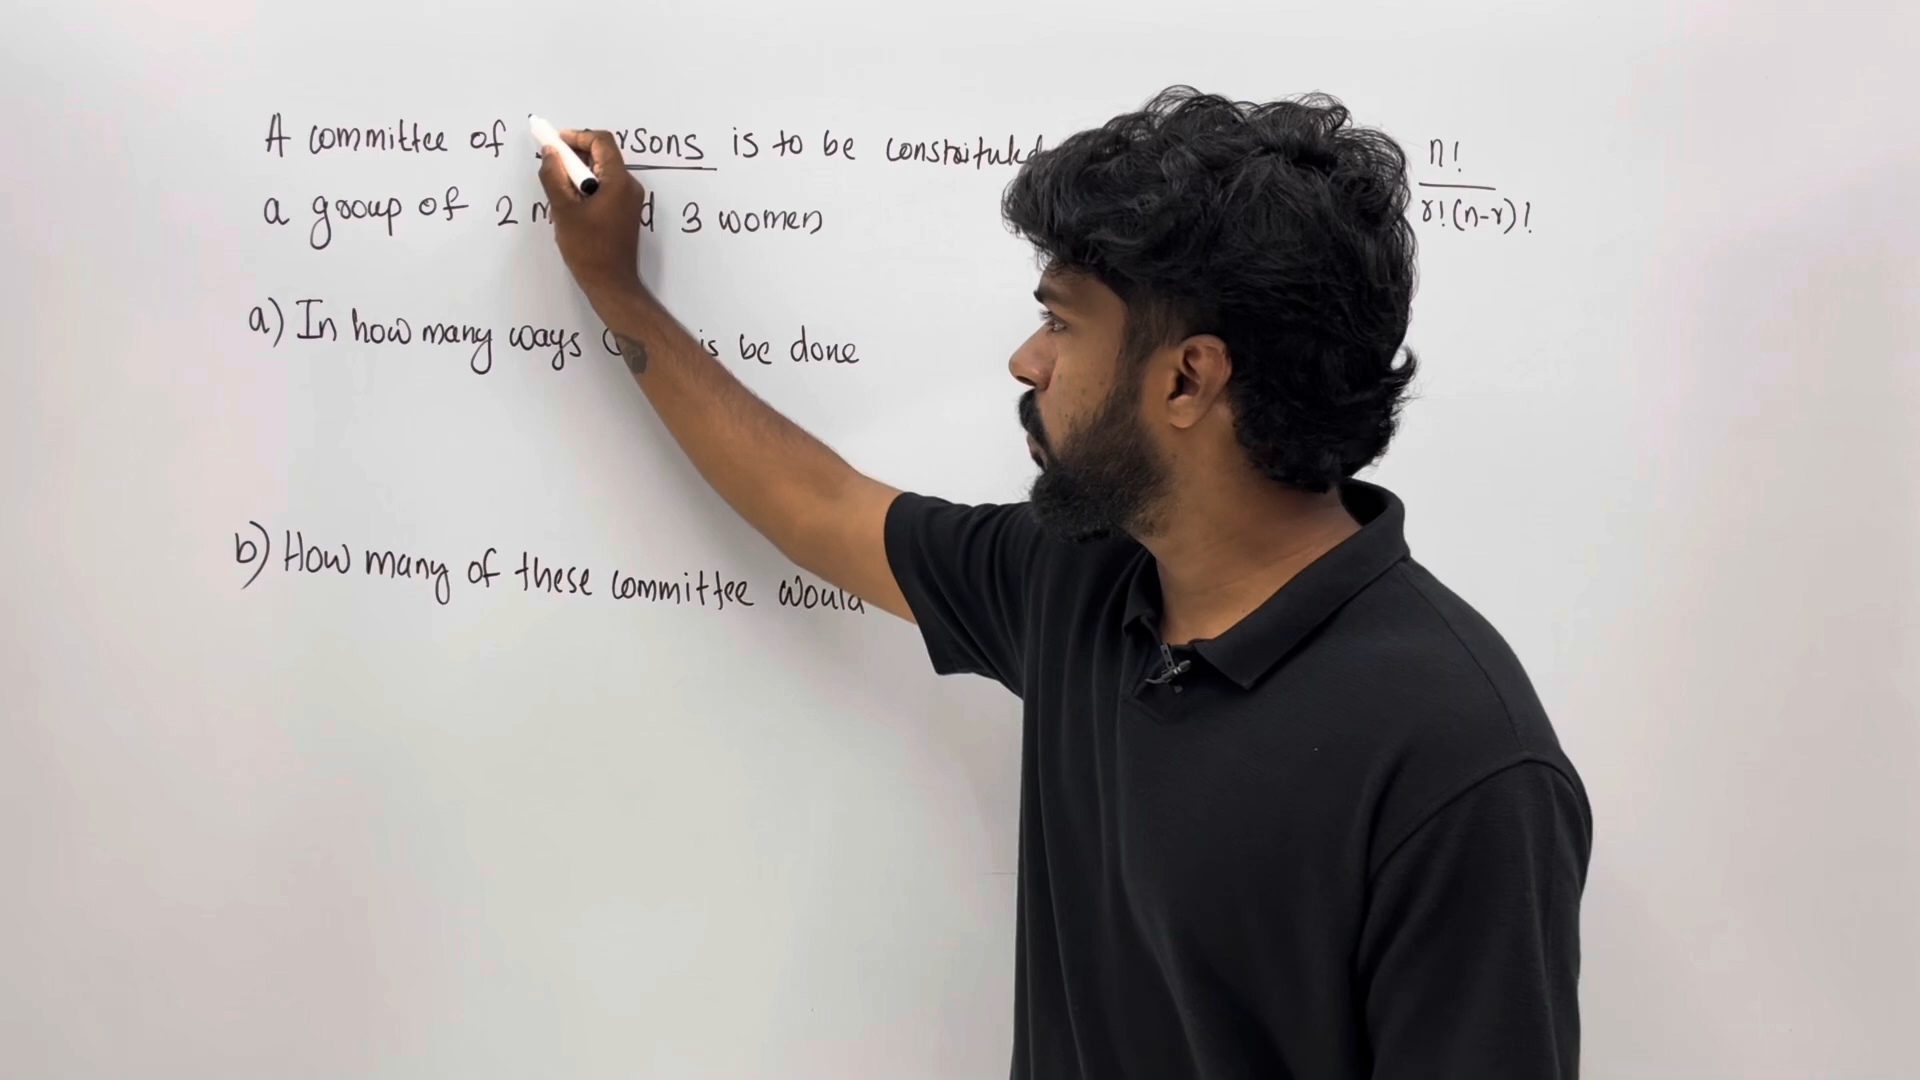 A committee of persons is to be constituted
a group of 2 3 women
n!
r!(n-r)!
a) In how many ways be done
b) How many of these committee would